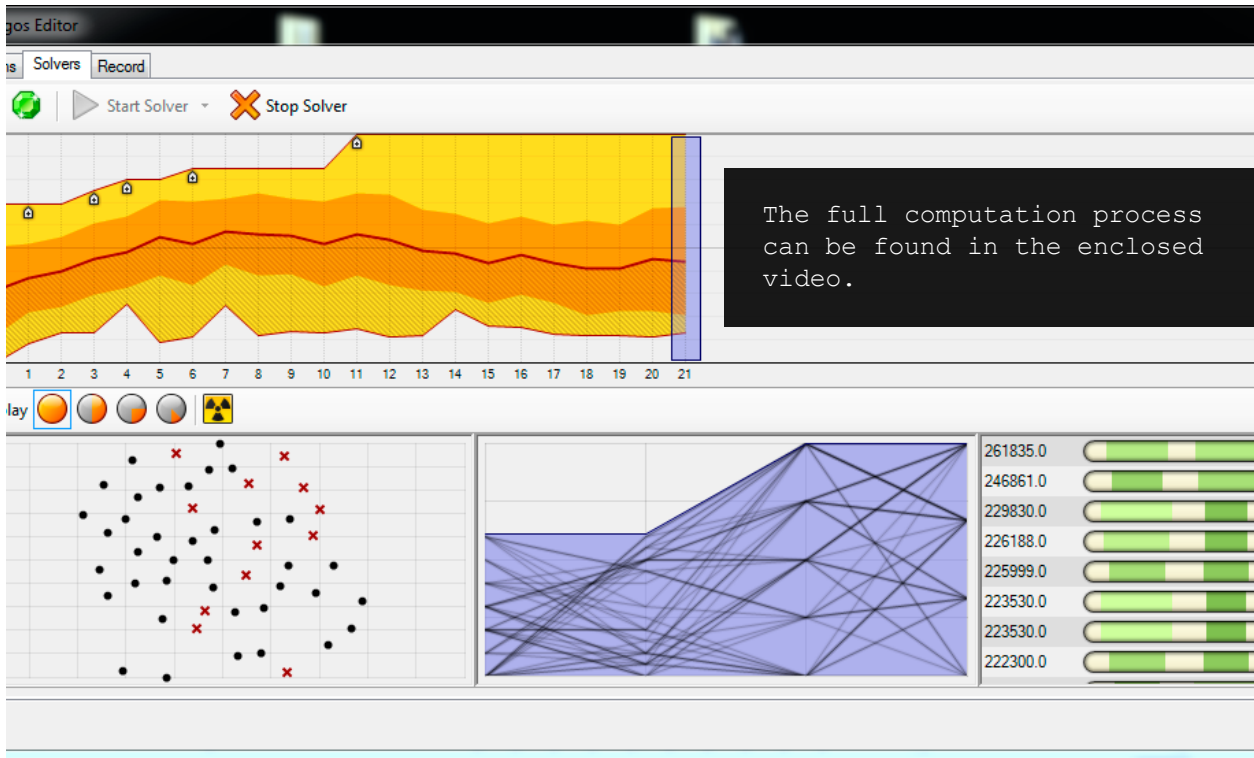 gos Editor
ns Solvers Record
Start Solver Stop Solver
The full computation process
can be found in the enclosed
video.
1 2 3 4 5 6 7 8 9 10 11 12 13 14 15 16 17 18 19 20 21
lay
261835.0
246861.0
229830.0
226188.0
225999.0
223530.0
223530.0
222300.0